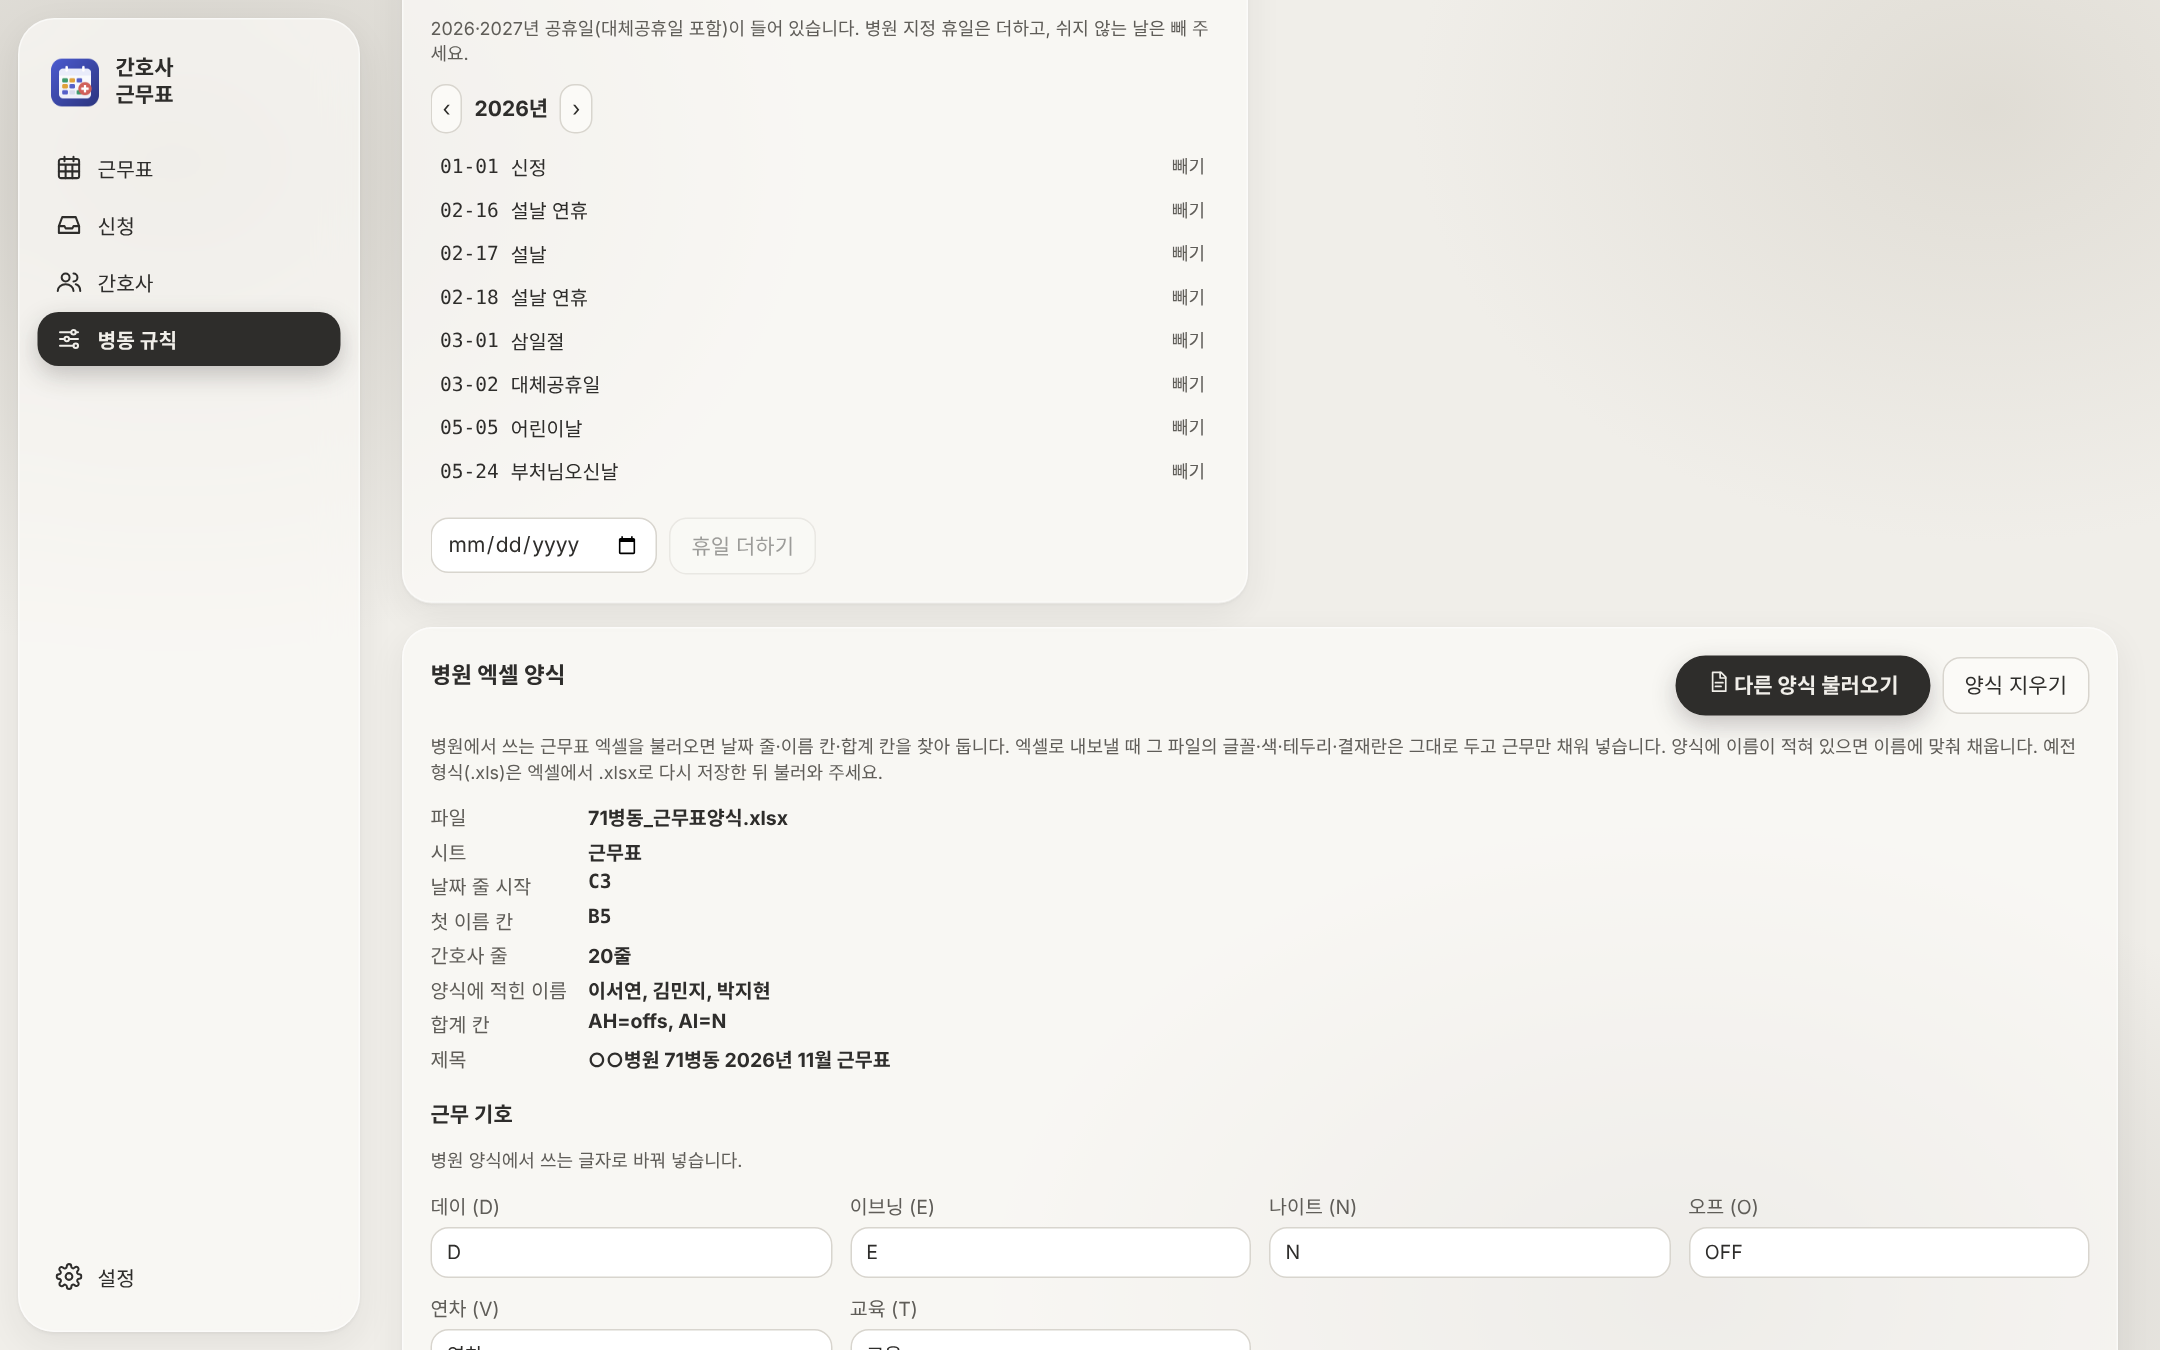 간호사
근무표
근무표
신청
간호사
병동 규칙
설정
2026·2027년 공휴일(대체공휴일 포함)이 들어 있습니다. 병원 지정 휴일은 더하고, 쉬지 않는 날은 빼 주
세요.
‹ 2026년 ›
01-01 신정 빼기
02-16 설날 연휴 빼기
02-17 설날 빼기
02-18 설날 연휴 빼기
03-01 삼일절 빼기
03-02 대체공휴일 빼기
05-05 어린이날 빼기
05-24 부처님오신날 빼기
mm/dd/yyyy 휴일 더하기
병원 엑셀 양식 다른 양식 불러오기 양식 지우기
병원에서 쓰는 근무표 엑셀을 불러오면 날짜 줄·이름 칸·합계 칸을 찾아 둡니다. 엑셀로 내보낼 때 그 파일의 글꼴·색·테두리·결재란은 그대로 두고 근무만 채워 넣습니다. 양식에 이름이 적혀 있으면 이름에 맞춰 채웁니다. 예전
형식(.xls)은 엑셀에서 .xlsx로 다시 저장한 뒤 불러와 주세요.
파일 71병동_근무표양식.xlsx
시트 근무표
날짜 줄 시작 C3
첫 이름 칸 B5
간호사 줄 20줄
양식에 적힌 이름 이서연, 김민지, 박지현
합계 칸 AH=offs, AI=N
제목 ○○병원 71병동 2026년 11월 근무표
근무 기호
병원 양식에서 쓰는 글자로 바꿔 넣습니다.
데이 (D) 이브닝 (E) 나이트 (N) 오프 (O)
D E N OFF
연차 (V) 교육 (T)